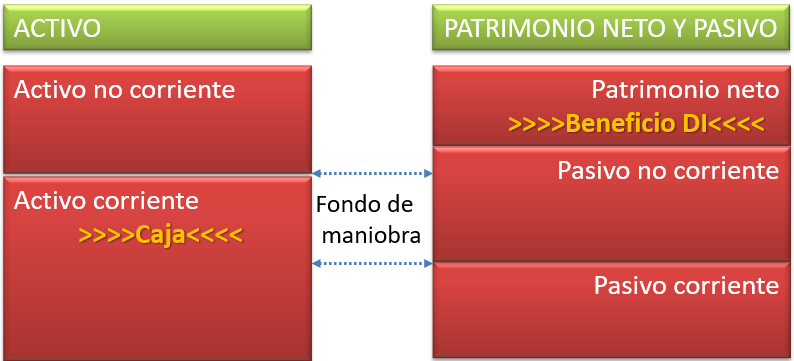 ACTIVO
Activo no corriente
Activo corriente
>>>>Caja<<<<
Fondo de
maniobra
PATRIMONIO NETO Y PASIVO
Patrimonio neto
>>>>Beneficio DI<<<<
Pasivo no corriente
Pasivo corriente